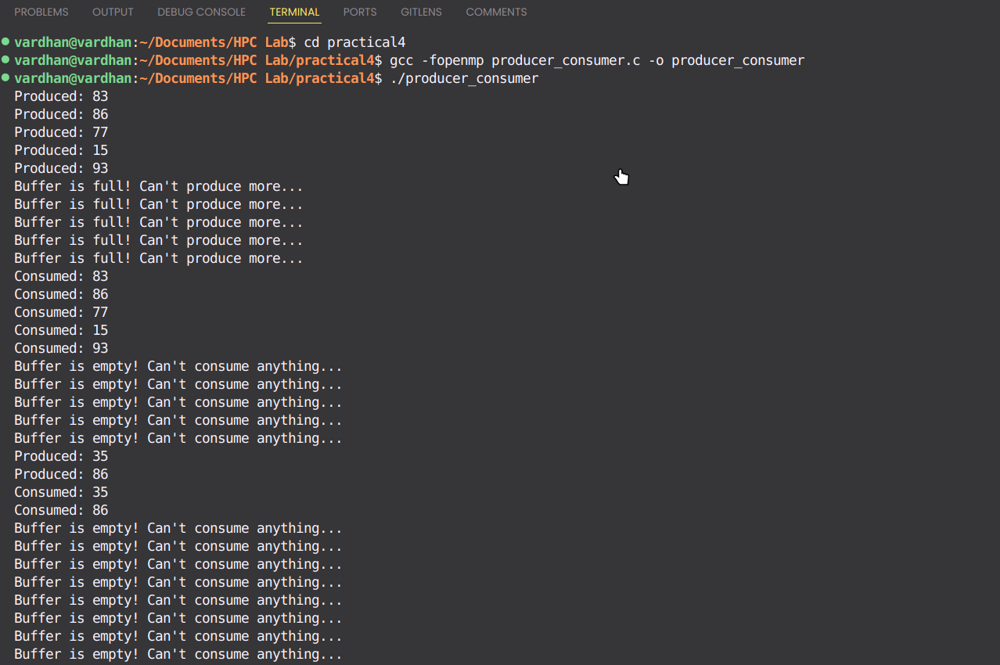 PROBLEMS OUTPUT DEBUG CONSOLE TERMINAL PORTS GITLENS COMMENTS
vardhan@vardhan:~/Documents/HPC Lab$ cd practical4
vardhan@vardhan:~/Documents/HPC Lab/practical4$ gcc -fopenmp producer_consumer.c -o producer_consumer
vardhan@vardhan:~/Documents/HPC Lab/practical4$ ./producer_consumer
Produced: 83
Produced: 86
Produced: 77
Produced: 15
Produced: 93
Buffer is full! Can't produce more...
Buffer is full! Can't produce more...
Buffer is full! Can't produce more...
Buffer is full! Can't produce more...
Buffer is full! Can't produce more...
Consumed: 83
Consumed: 86
Consumed: 77
Consumed: 15
Consumed: 93
Buffer is empty! Can't consume anything...
Buffer is empty! Can't consume anything...
Buffer is empty! Can't consume anything...
Buffer is empty! Can't consume anything...
Buffer is empty! Can't consume anything...
Produced: 35
Produced: 86
Consumed: 35
Consumed: 86
Buffer is empty! Can't consume anything...
Buffer is empty! Can't consume anything...
Buffer is empty! Can't consume anything...
Buffer is empty! Can't consume anything...
Buffer is empty! Can't consume anything...
Buffer is empty! Can't consume anything...
Buffer is empty! Can't consume anything...
Buffer is empty! Can't consume anything...